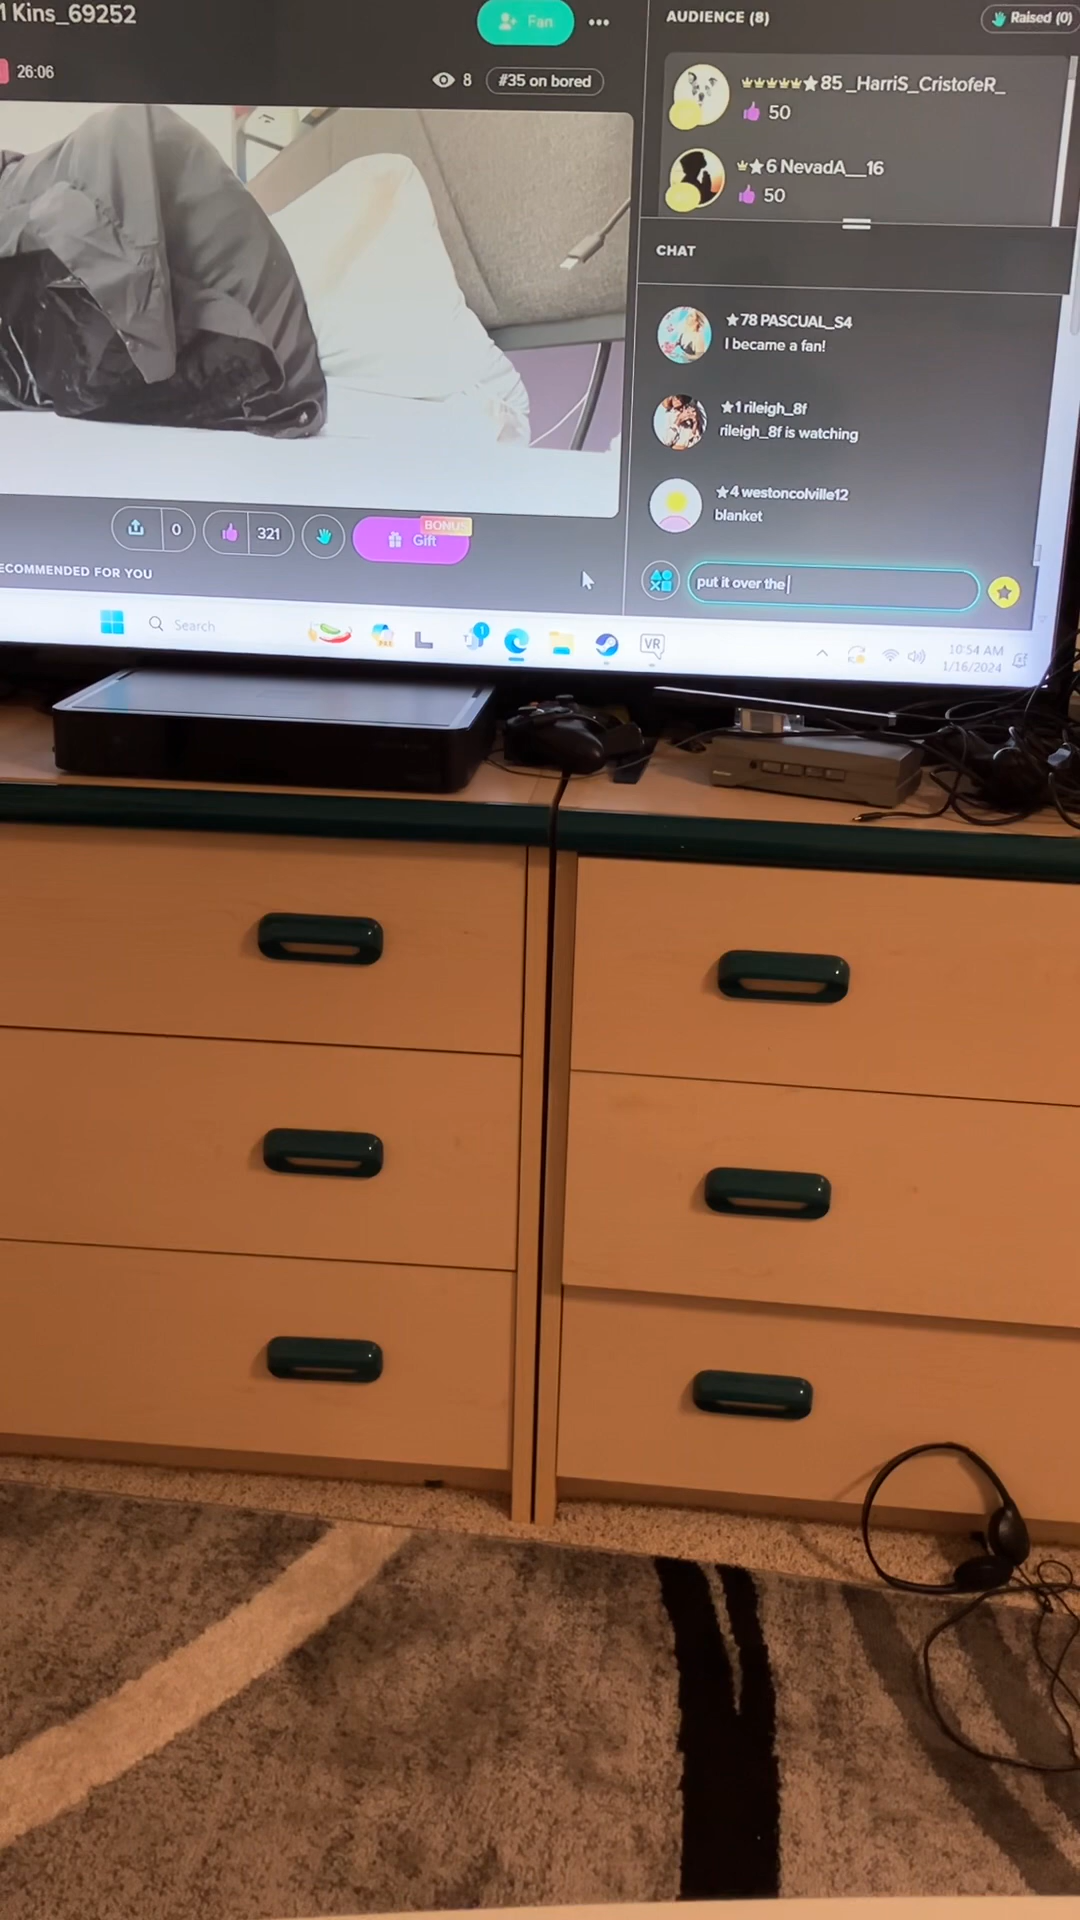 Kins_69252
Fan
26:06
8
#35 on bored
AUDIENCE (8)
Raised (0)
85 _HarriS_CristofeR_
50
6 NevadA__16
50
CHAT
78 PASCUAL_S4
I became a fan!
1 rileigh_8f
rileigh_8f is watching
4 westoncolville12
blanket
put it over the
0
321
BONUS
Gift
ECOMMENDED FOR YOU
Search
1
VR
10:54 AM
1/16/2024